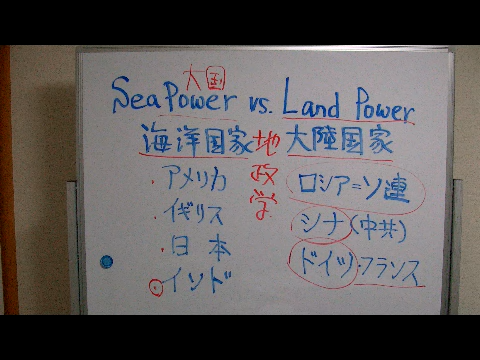 大国
Sea Power vs. Land Power
海洋国家 地政学 大陸国家
・アメリカ ロシア＝ソ連
・イギリス シナ(中共)
・日本 ドイツ・フランス
・インド